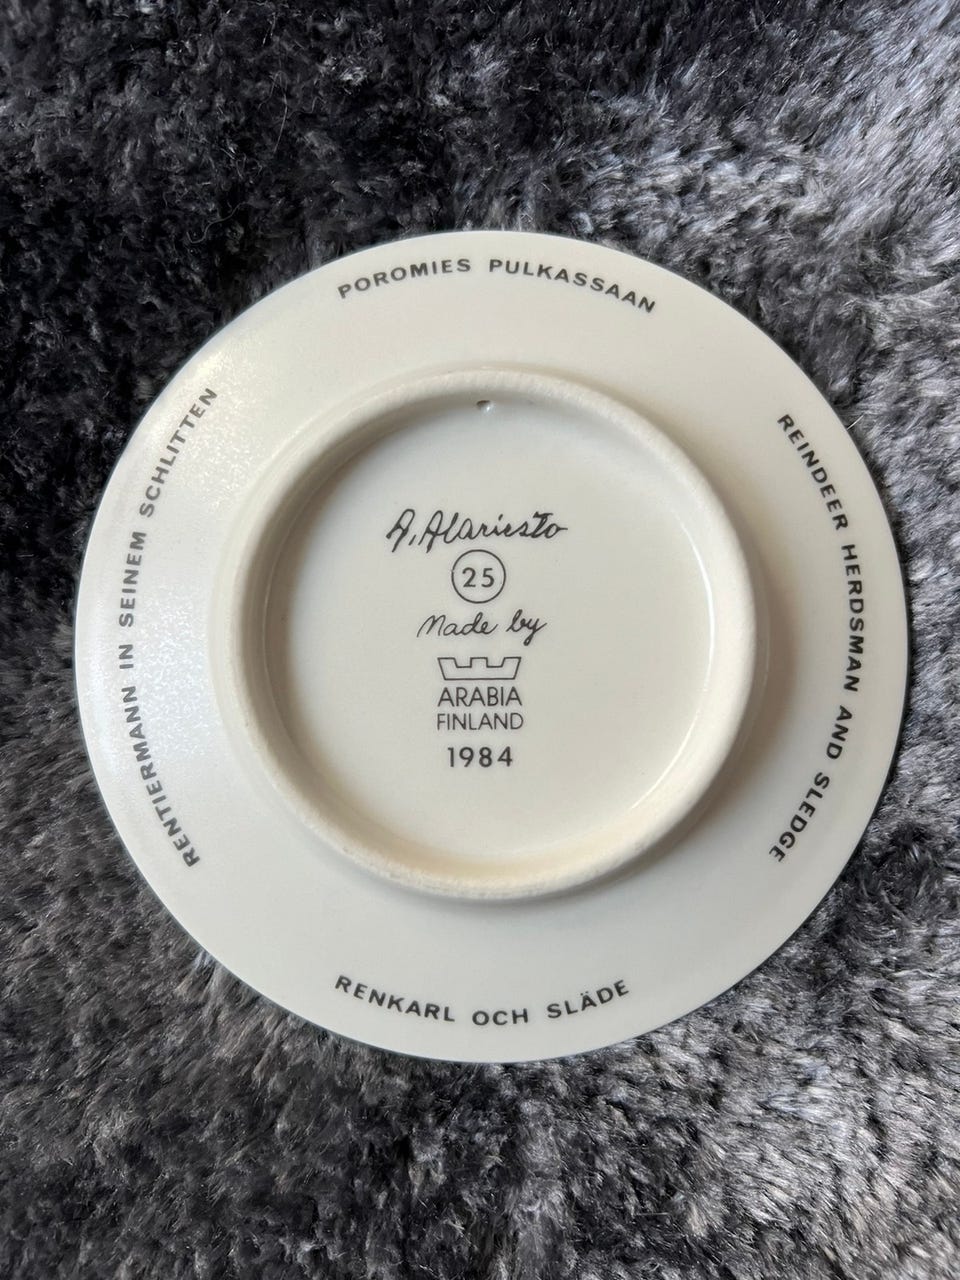 POROMIES PULKASSAAN
REINDEER HERDSMAN AND SLEDGE
RENKARL OCH SLÄDE
RENTIERMANN IN SEINEM SCHLITTEN
A. Alariesto
25
Made by
ARABIA
FINLAND
1984